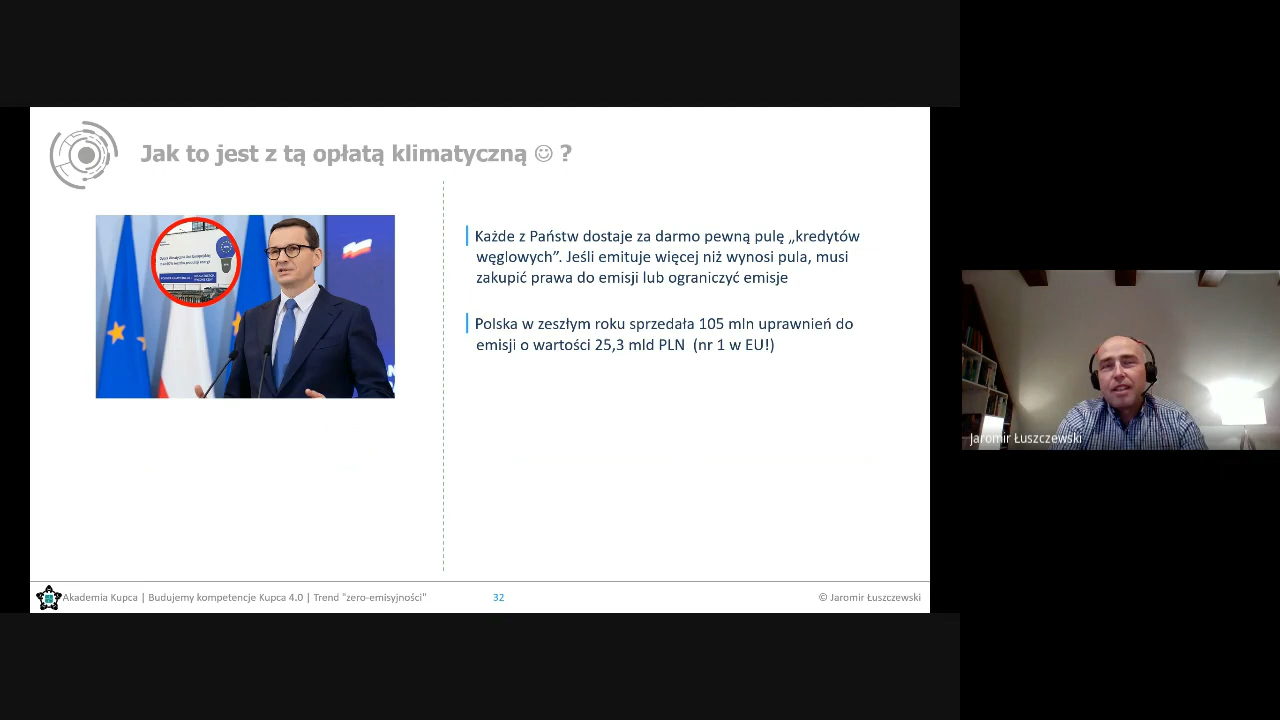 Jak to jest z tą opłatą klimatyczną ☺ ?
Każde z Państw dostaje za darmo pewną pulę „kredytów
węglowych”. Jeśli emituje więcej niż wynosi pula, musi
zakupić prawa do emisji lub ograniczyć emisje
Polska w zeszłym roku sprzedała 105 mln uprawnień do
emisji o wartości 25,3 mld PLN (nr 1 w EU!)
Akademia Kupca | Budujemy kompetencje Kupca 4.0 | Trend "zero-emisyjności"
32
© Jaromir Łuszczewski
Jaromir Łuszczewski